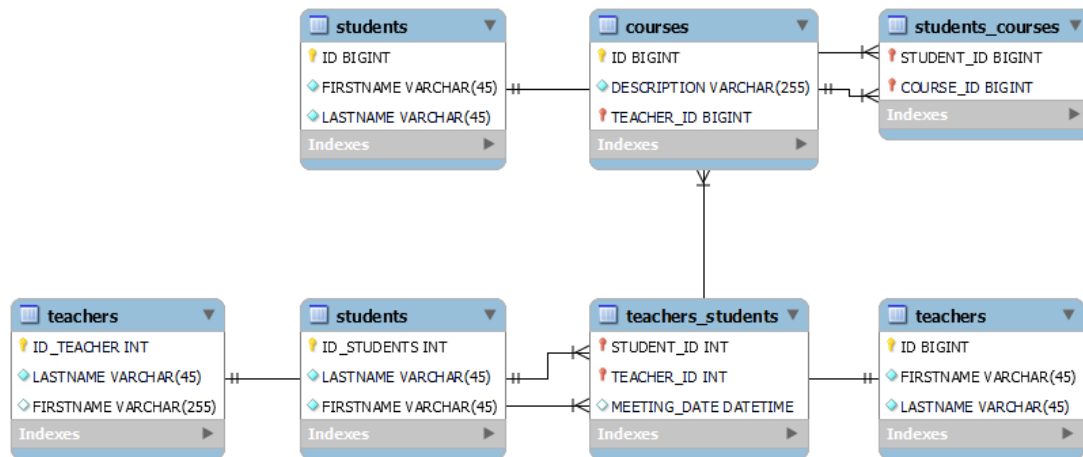 students
ID BIGINT
FIRSTNAME VARCHAR(45)
LASTNAME VARCHAR(45)
Indexes
courses
ID BIGINT
DESCRIPTION VARCHAR(255)
TEACHER_ID BIGINT
Indexes
students_courses
STUDENT_ID BIGINT
COURSE_ID BIGINT
Indexes
teachers
ID_TEACHER INT
LASTNAME VARCHAR(45)
FIRSTNAME VARCHAR(255)
Indexes
students
ID_STUDENTS INT
LASTNAME VARCHAR(45)
FIRSTNAME VARCHAR(45)
Indexes
teachers_students
STUDENT_ID INT
TEACHER_ID INT
MEETING_DATE DATETIME
Indexes
teachers
ID BIGINT
FIRSTNAME VARCHAR(45)
LASTNAME VARCHAR(45)
Indexes